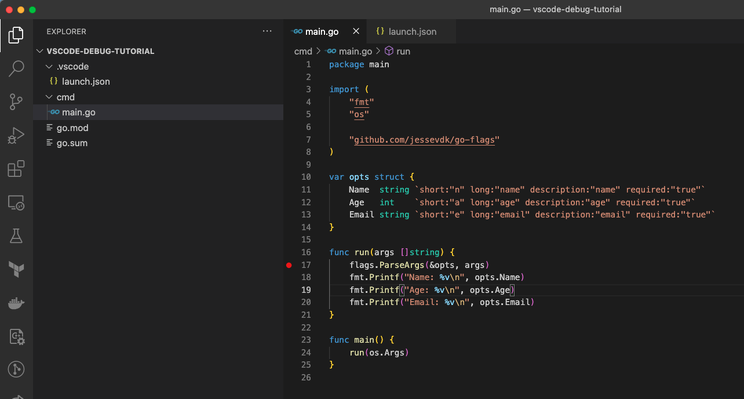 main.go — vscode-debug-tutorial
EXPLORER
VSCODE-DEBUG-TUTORIAL
.vscode
{} launch.json
cmd
GO main.go
go.mod
go.sum
GO main.go
{} launch.json
cmd > GO main.go > run
1 package main
2
3 import (
4 "fmt"
5 "os"
6
7 "github.com/jessevdk/go-flags"
8 )
9
10 var opts struct {
11 Name string `short:"n" long:"name" description:"name" required:"true"`
12 Age int `short:"a" long:"age" description:"age" required:"true"`
13 Email string `short:"e" long:"email" description:"email" required:"true"`
14 }
15
16 func run(args []string) {
17 flags.ParseArgs(&opts, args)
18 fmt.Printf("Name: %v\n", opts.Name)
19 fmt.Printf("Age: %v\n", opts.Age)
20 fmt.Printf("Email: %v\n", opts.Email)
21 }
22
23 func main() {
24 run(os.Args)
25 }
26